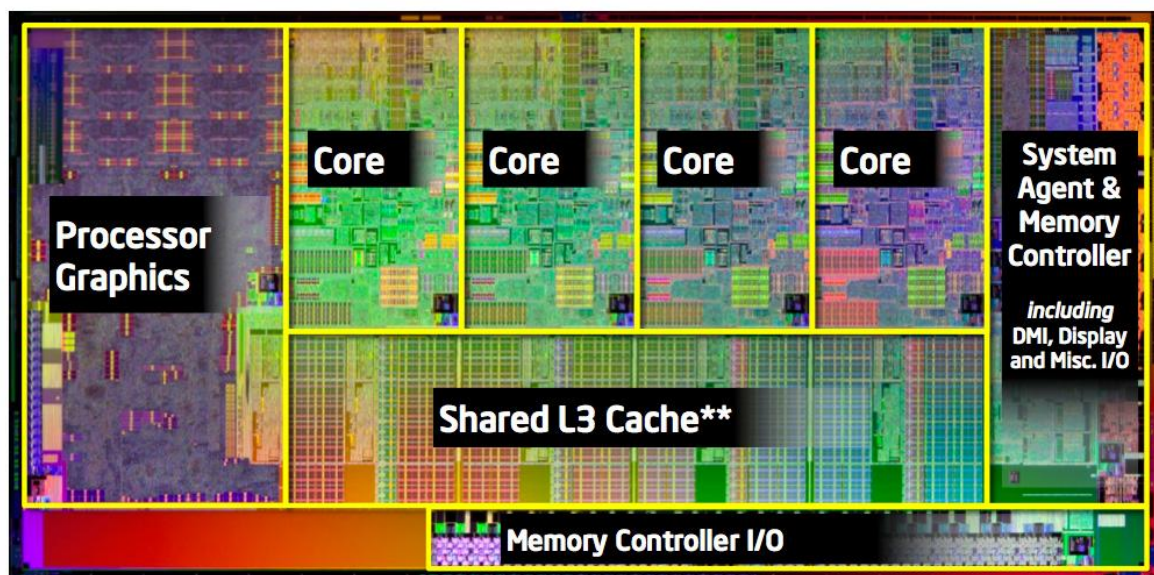 Processor
Graphics
Core
Core
Core
Core
System
Agent &
Memory
Controller
including
DMI, Display
and Misc. I/O
Shared L3 Cache**
Memory Controller I/O